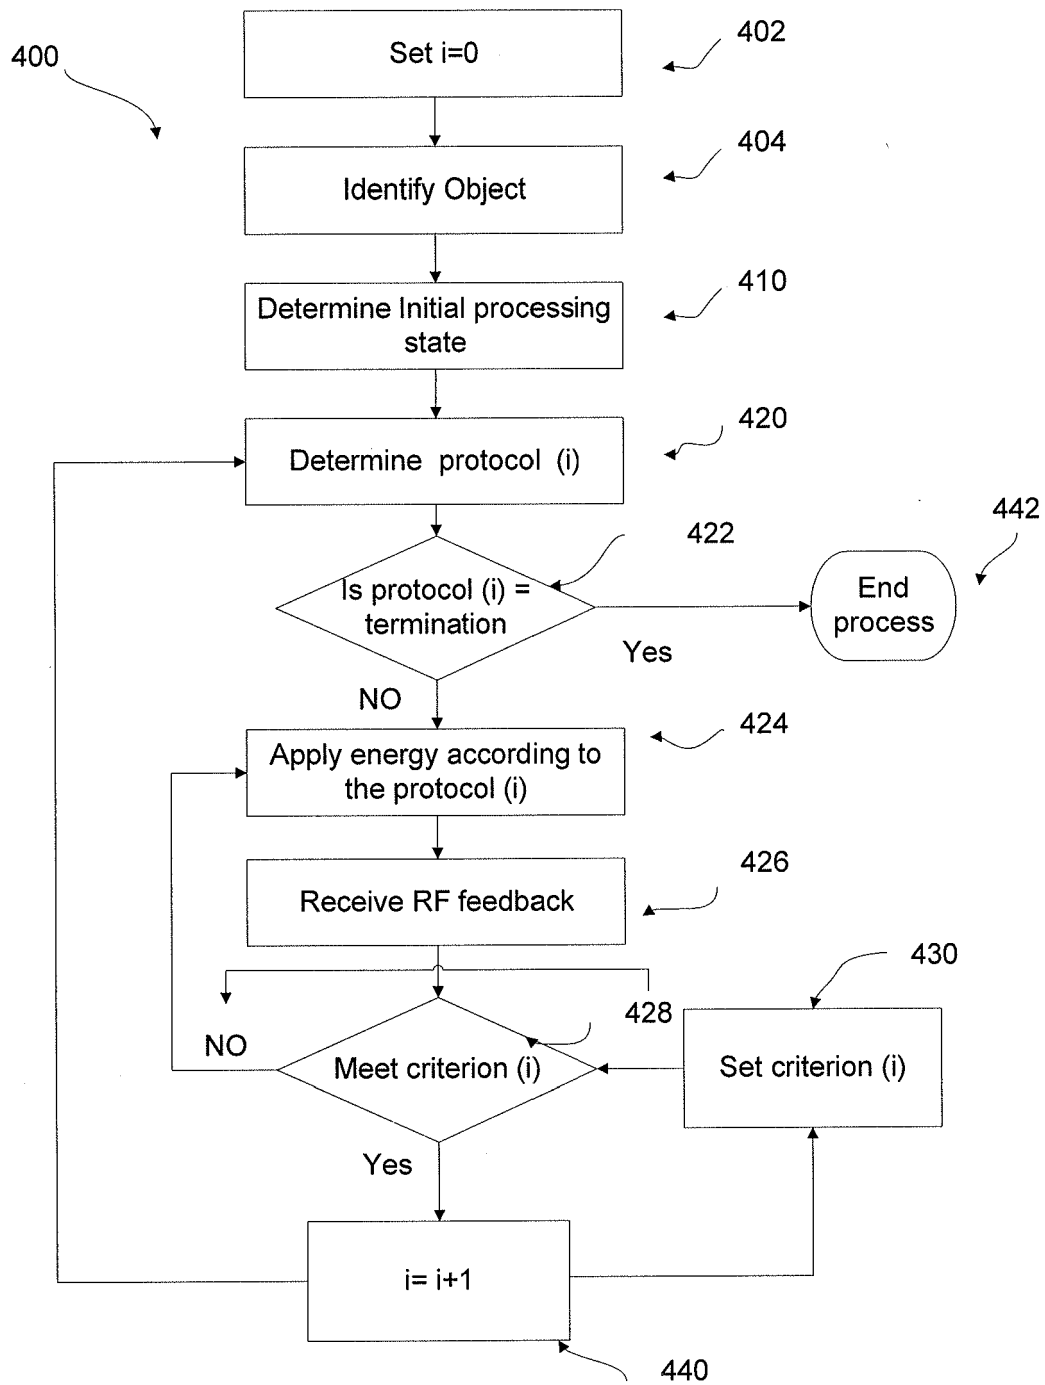 400
Set i=0
402
Identify Object
404
Determine Initial processing
state
410
Determine protocol (i)
420
Is protocol (i) =
termination
422
Yes
End
process
442
NO
Apply energy according to
the protocol (i)
424
Receive RF feedback
426
NO
Meet criterion (i)
428
Set criterion (i)
430
Yes
i= i+1
440